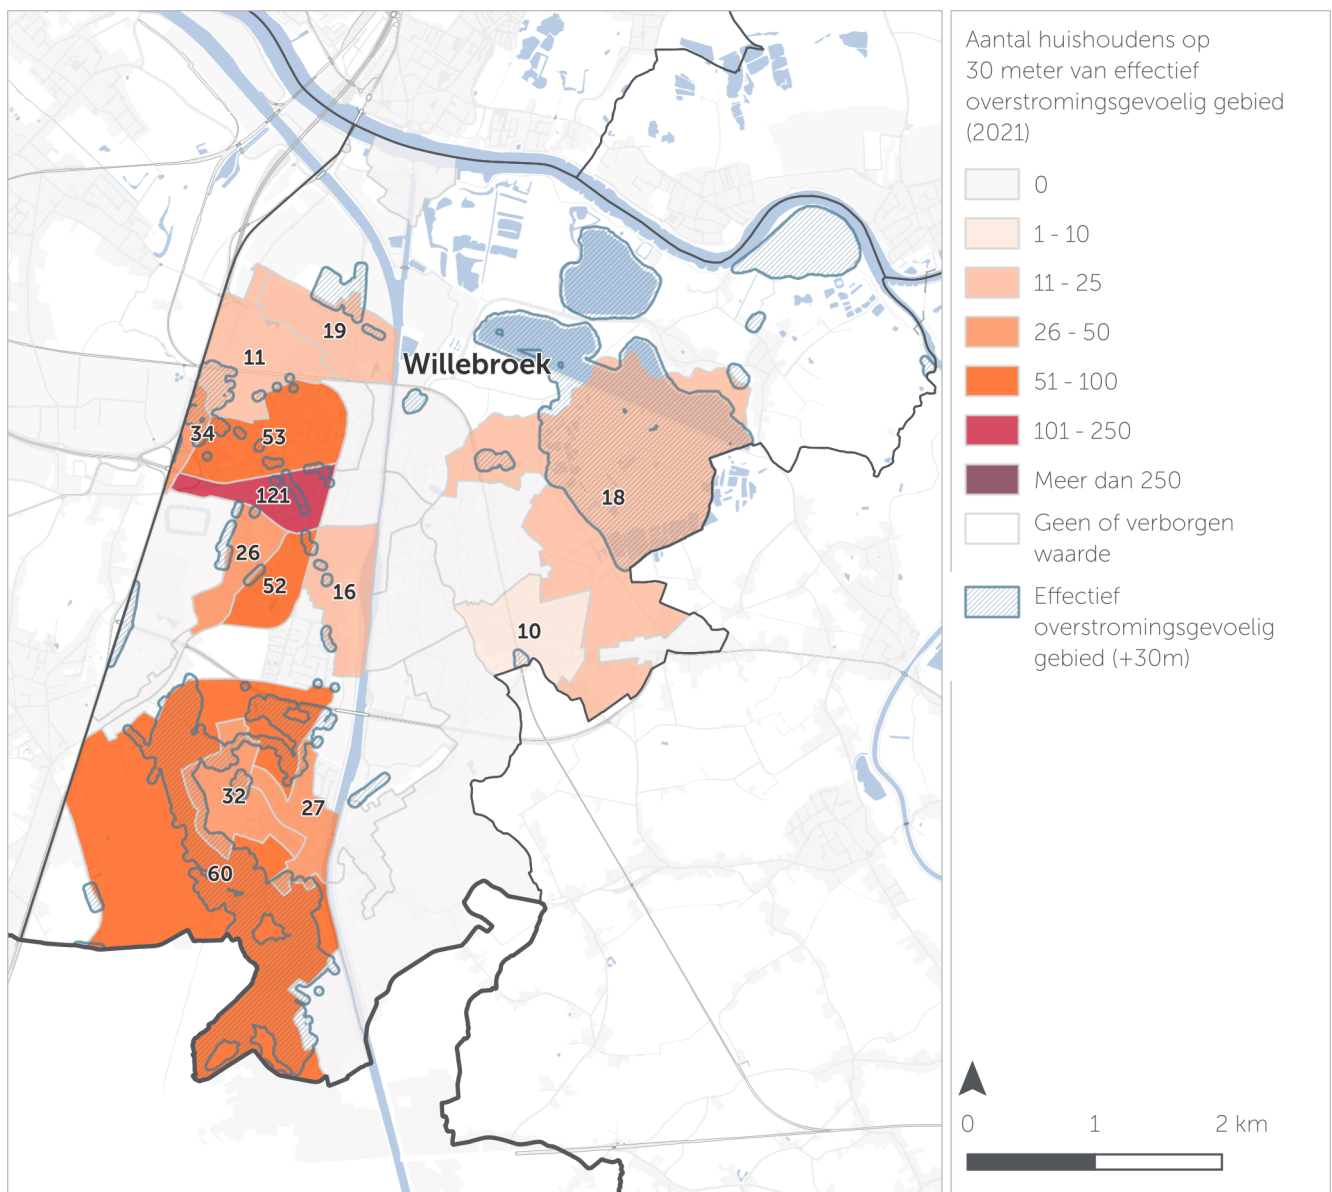 Aantal huishoudens op
30 meter van effectief
overstromingsgevoelig gebied
(2021)
0
1 - 10
11 - 25
26 - 50
51 - 100
101 - 250
Meer dan 250
Geen of verborgen
waarde
Effectief
overstromingsgevoelig
gebied (+30m)
19
11
Willebroek
34
53
121
18
26
52
16
10
32
27
60
0 1 2 km